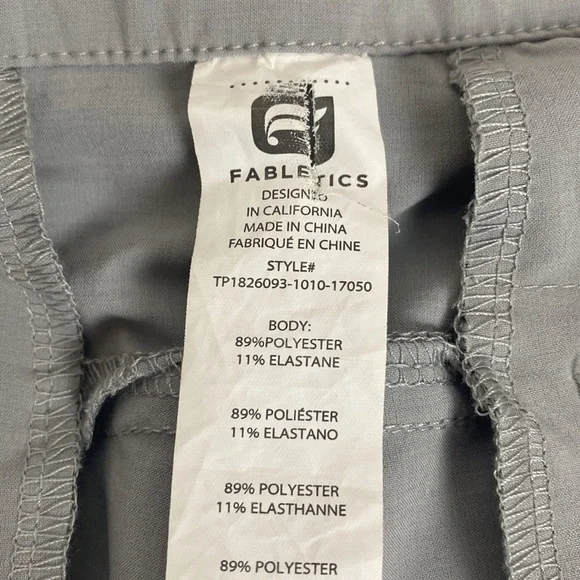 FABLETICS
DESIGNED
IN CALIFORNIA
MADE IN CHINA
FABRIQUÉ EN CHINE
STYLE#
TP1826093-1010-17050
BODY:
89%POLYESTER
11% ELASTANE
89% POLIÉSTER
11% ELASTANO
89% POLYESTER
11% ELASTHANNE
89% POLYESTER